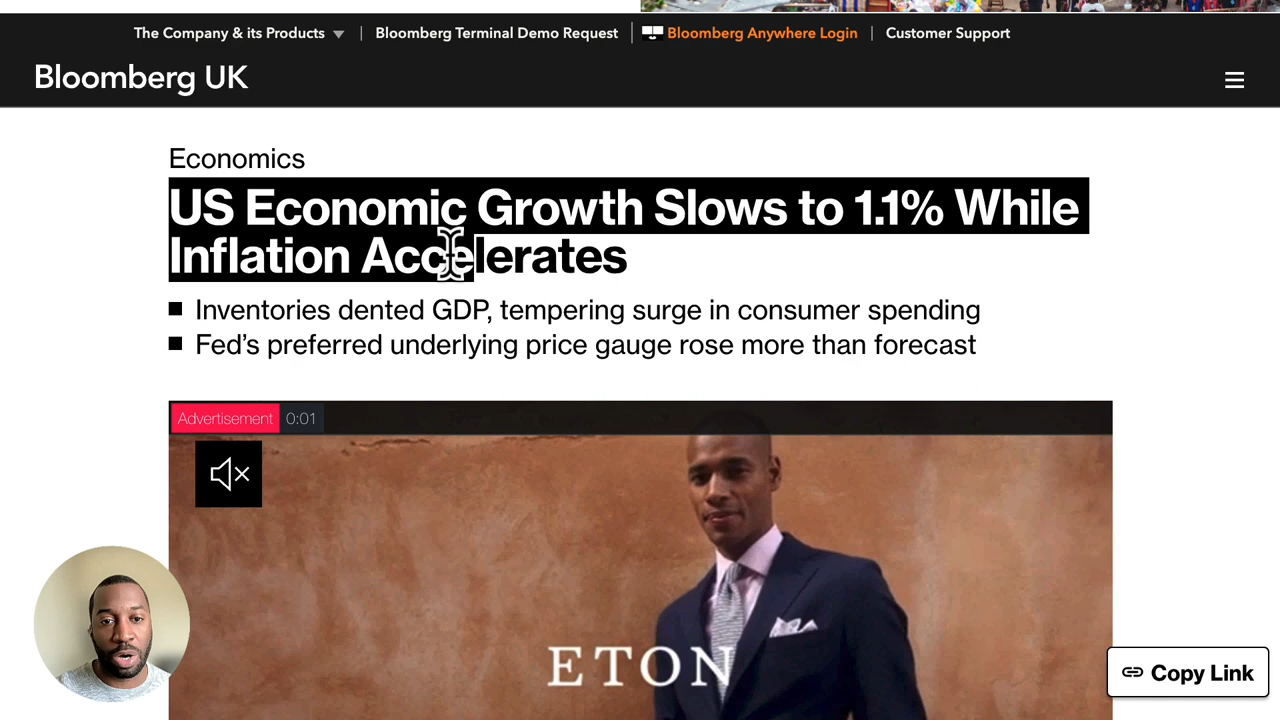 The Company & its Products
Bloomberg Terminal Demo Request
Bloomberg Anywhere Login
Customer Support
Bloomberg UK
Economics
US Economic Growth Slows to 1.1% While
Inflation Accelerates
Inventories dented GDP, tempering surge in consumer spending
Fed's preferred underlying price gauge rose more than forecast
Advertisement 0:01
ETON
Copy Link